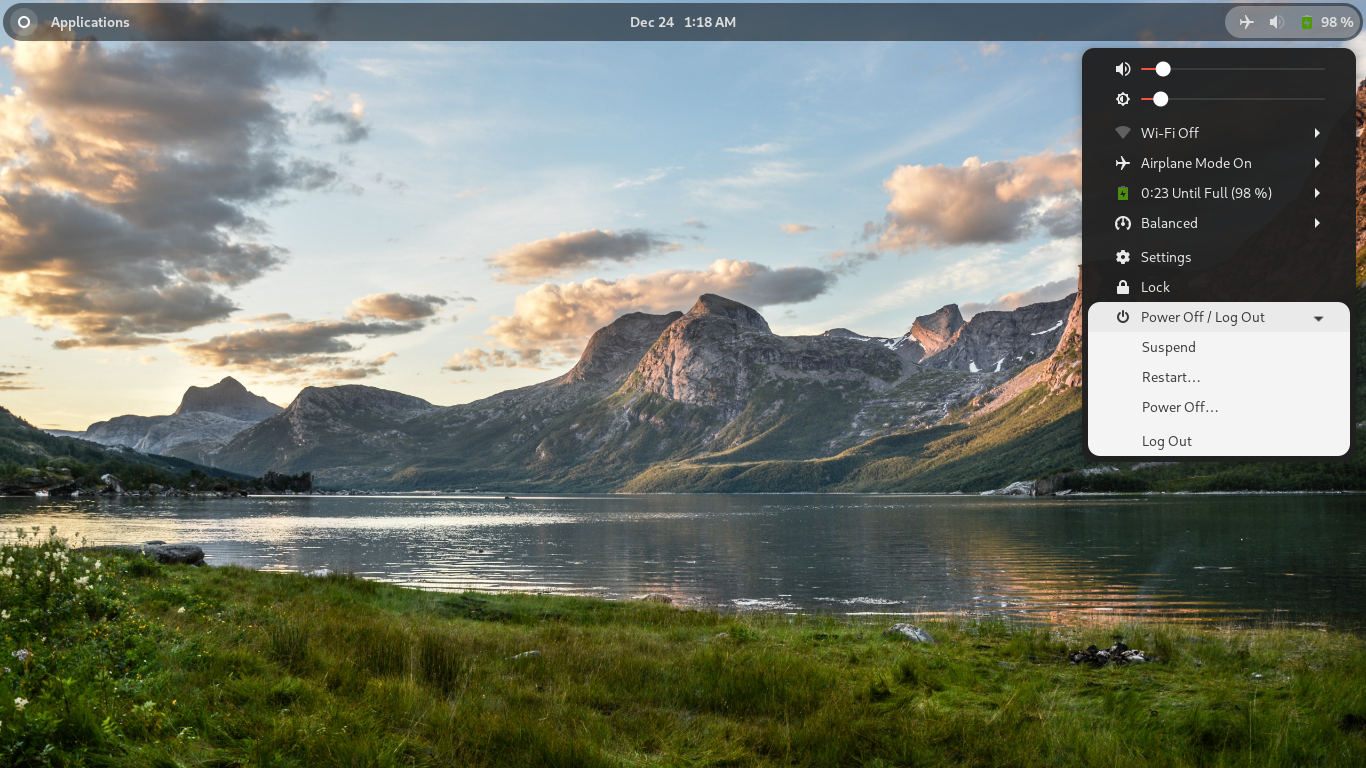 Applications
Dec 24 1:18 AM
98 %
Wi-Fi Off
Airplane Mode On
0:23 Until Full (98 %)
Balanced
Settings
Lock
Power Off / Log Out
Suspend
Restart…
Power Off…
Log Out